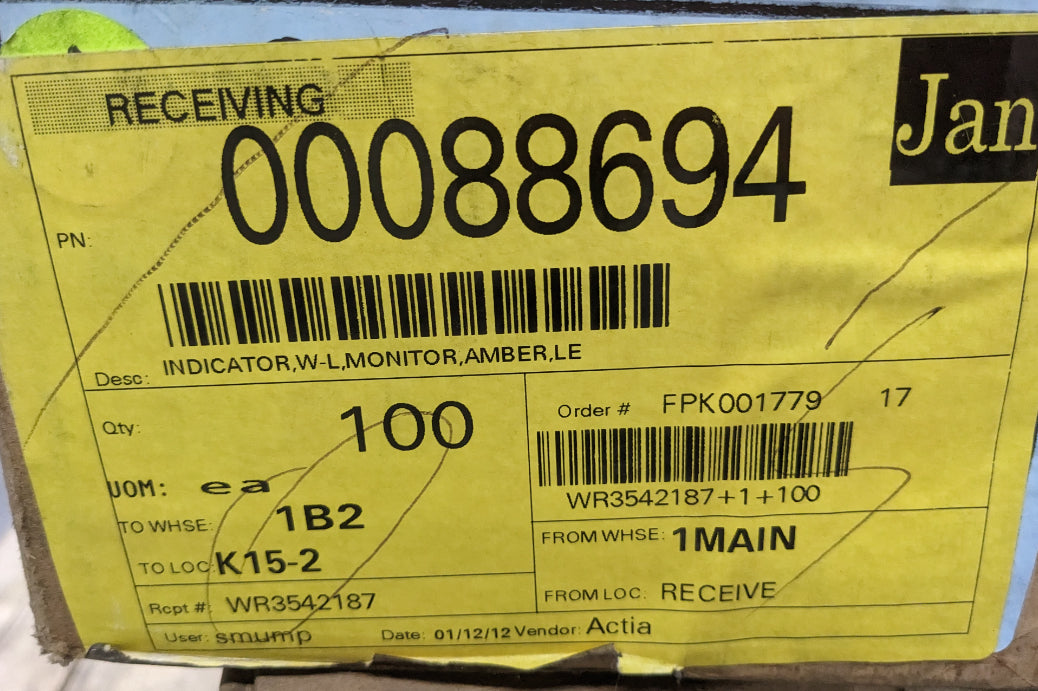 RECEIVING
Jan
PN: 00088694
Desc: INDICATOR,W-L,MONITOR,AMBER,LE
Qty: 100
UOM: ea
TO WHSE: 1B2
TO LOC: K15-2
Order # FPK001779 17
WR3542187+1+100
FROM WHSE: 1MAIN
FROM LOC: RECEIVE
Rcpt #: WR3542187
User: smump Date: 01/12/12 Vendor: Actia